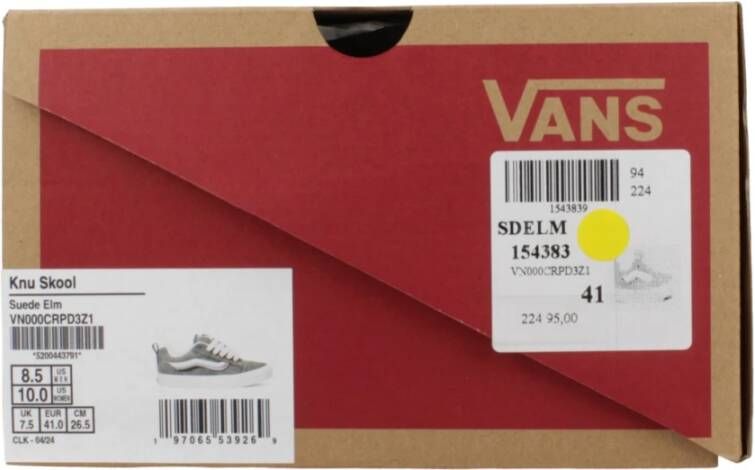 VANS
94
224
1543839
SDELM
154383
VN000CRPD3Z1
41
224 95,00
Knu Skool
Suede Elm
VN000CRPD3Z1
*5200443791*
8.5 US
10.0 US WOMEN
UK EUR CM
7.5 41.0 26.5
CLK - 04/24
1 97065 53926 9